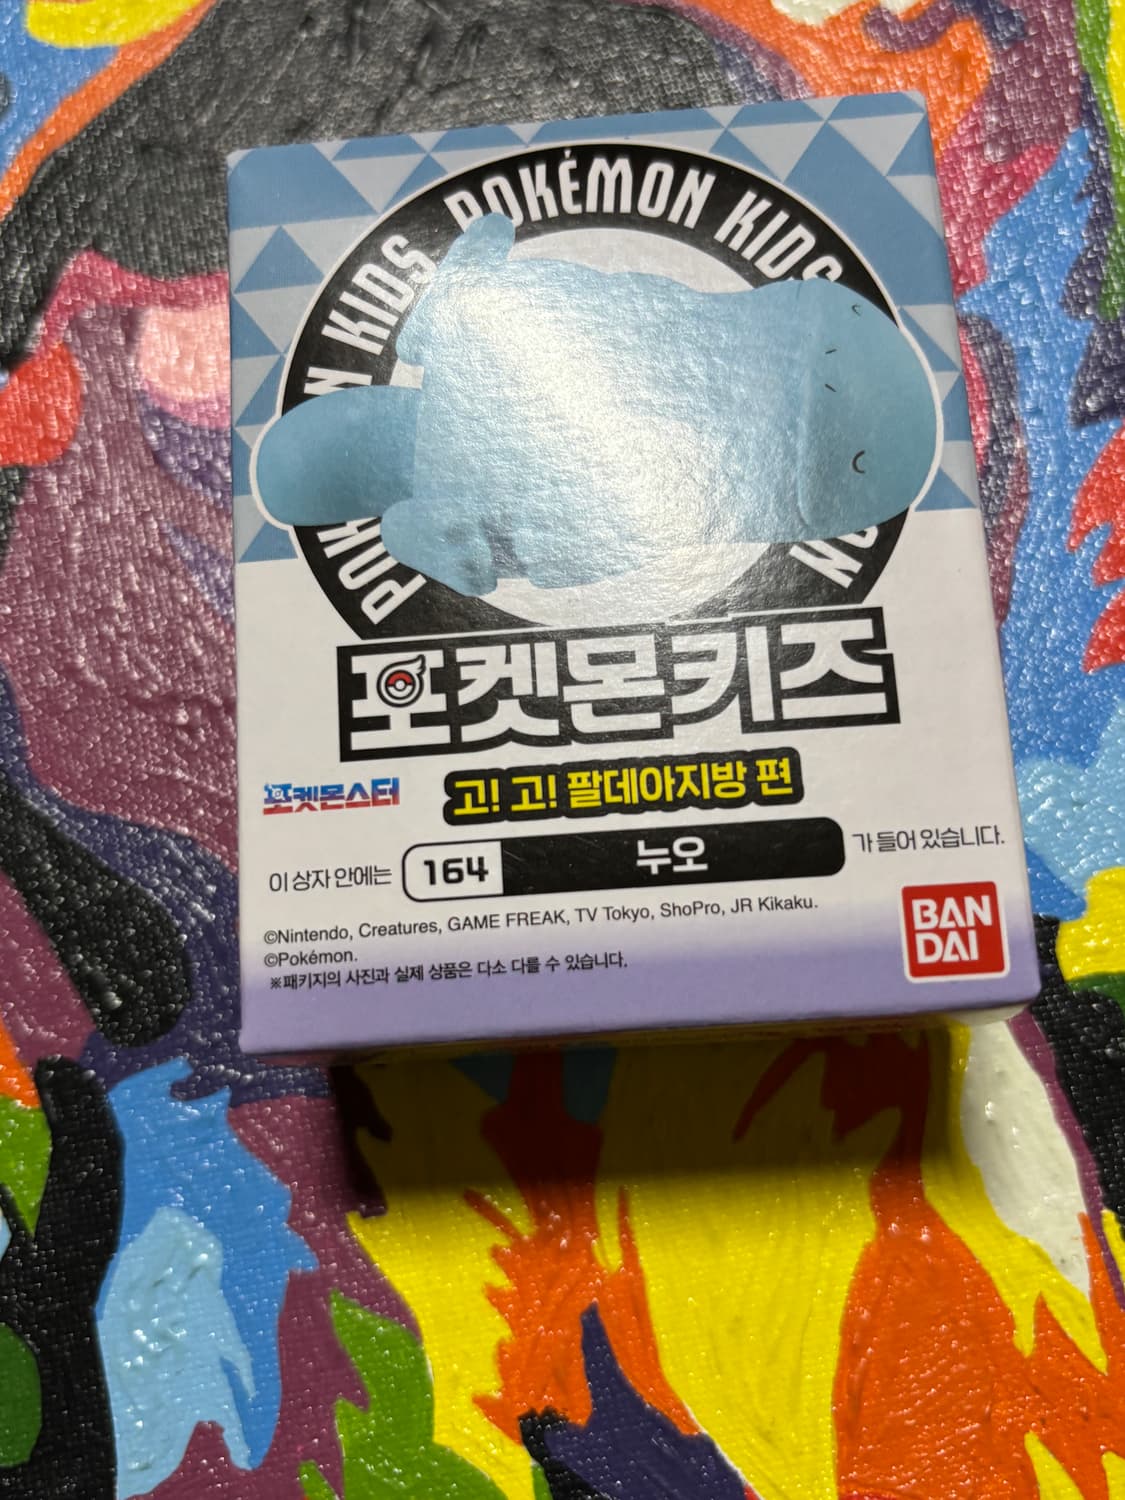 POKÉMON KIDS
N KIDS
포켓몬키즈
포켓몬스터
고! 고! 팔데아지방 편
이 상자 안에는 164 누오 가 들어 있습니다.
©Nintendo, Creatures, GAME FREAK, TV Tokyo, ShoPro, JR Kikaku.
©Pokémon.
※패키지의 사진과 실제 상품은 다소 다를 수 있습니다.
BAN
DAI